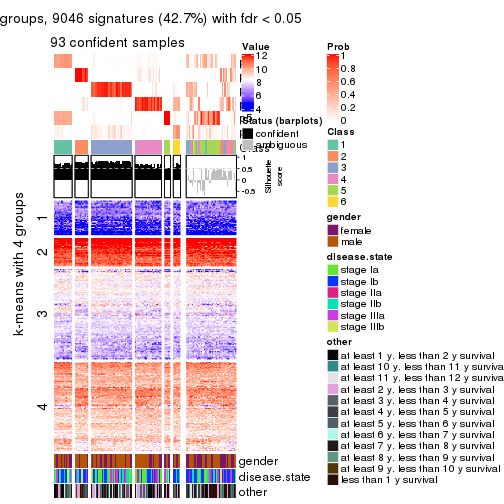 groups, 9046 signatures (42.7%) with fdr < 0.05
93 confident samples
k-means with 4 groups
1
2
3
4
gender
disease.state
other
Value
12
10
8
6
4
Status (barplots)
confident
ambiguous
1
0.5
0
-0.5
Silhouette
score
Prob
1
0.8
0.6
0.4
0.2
0
Class
1
2
3
4
5
6
gender
female
male
disease.state
stage Ia
stage Ib
stage IIa
stage IIb
stage IIIa
stage IIIb
other
at least 1 y. less than 2 y survival
at least 10 y. less than 11 y surviva
at least 11 y. less than 12 y surviva
at least 2 y. less than 3 y survival
at least 3 y. less than 4 y survival
at least 4 y. less than 5 y survival
at least 5 y. less than 6 y survival
at least 6 y. less than 7 y survival
at least 7 y. less than 8 y survival
at least 8 y. less than 9 y survival
at least 9 y. less than 10 y survival
less than 1 y survival